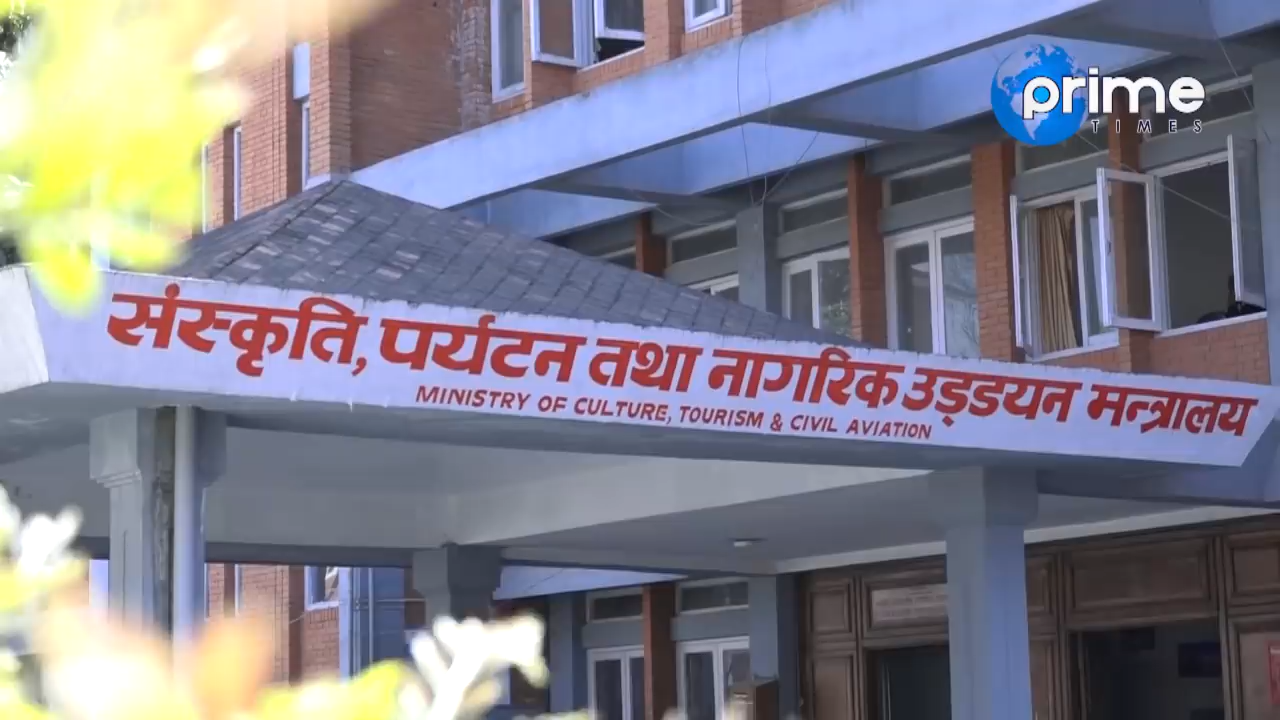 prime
TIMES
संस्कृति, पर्यटन तथा नागरिक उड्डयन मन्त्रालय
MINISTRY OF CULTURE, TOURISM & CIVIL AVIATION